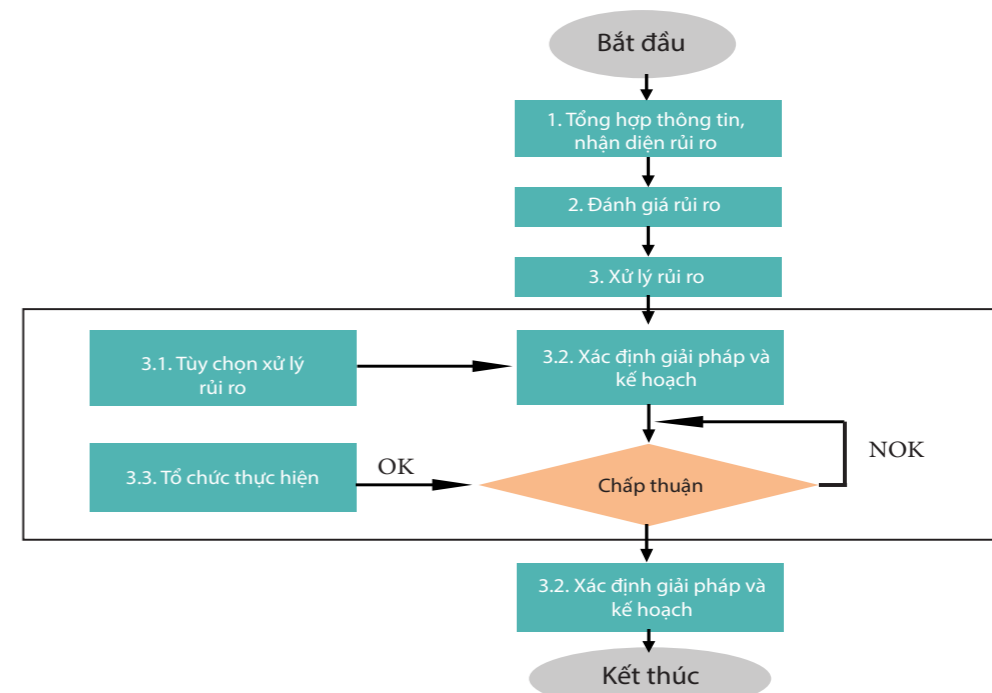 Bắt đầu
1. Tổng hợp thông tin,
nhận diện rủi ro
2. Đánh giá rủi ro
3. Xử lý rủi ro
3.1. Tùy chọn xử lý
rủi ro
3.2. Xác định giải pháp và
kế hoạch
3.3. Tổ chức thực hiện
OK
Chấp thuận
NOK
3.2. Xác định giải pháp và
kế hoạch
Kết thúc